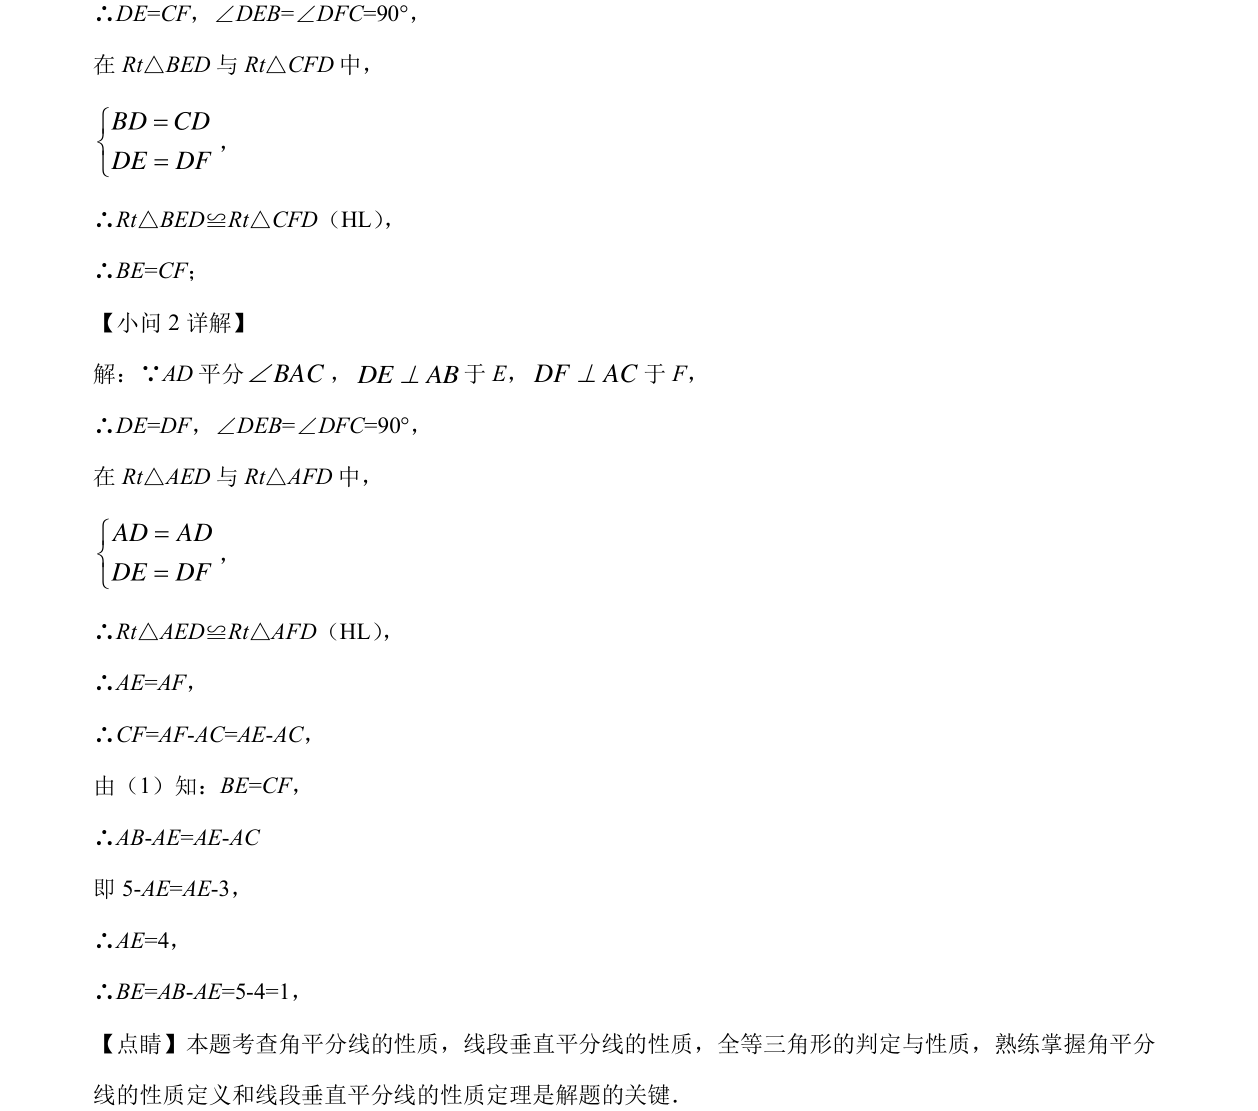 ∴DE=CF，∠DEB=∠DFC=90°，
在 Rt△BED 与 Rt△CFD 中，
{BD = CD
DE = DF ，
∴Rt△BED≌Rt△CFD（HL），
∴BE=CF；
【小问 2 详解】
解：∵AD 平分∠BAC ，DE ⊥ AB 于 E，DF ⊥ AC 于 F，
∴DE=DF，∠DEB=∠DFC=90°，
在 Rt△AED 与 Rt△AFD 中，
{AD = AD
DE = DF ，
∴Rt△AED≌Rt△AFD（HL），
∴AE=AF，
∴CF=AF-AC=AE-AC，
由（1）知：BE=CF，
∴AB-AE=AE-AC
即 5-AE=AE-3，
∴AE=4，
∴BE=AB-AE=5-4=1，
【点睛】本题考查角平分线的性质，线段垂直平分线的性质，全等三角形的判定与性质，熟练掌握角平分
线的性质定义和线段垂直平分线的性质定理是解题的关键．